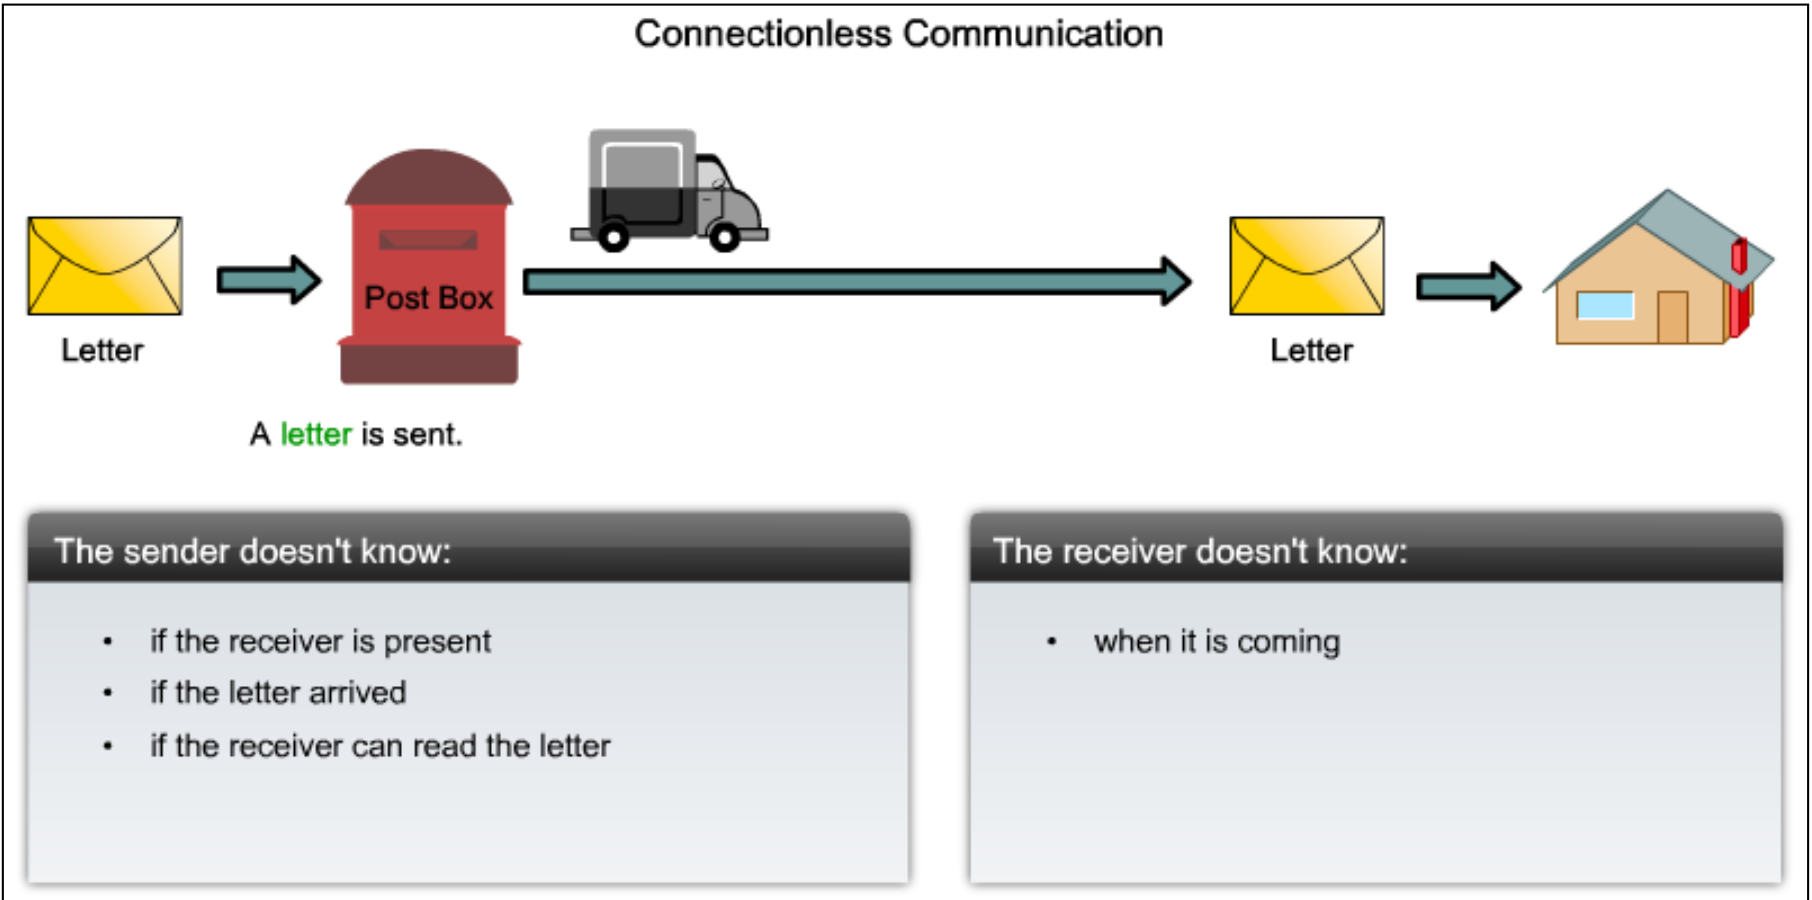 Connectionless Communication
Post Box
Letter
Letter
A letter is sent.
The sender doesn't know:
• if the receiver is present
• if the letter arrived
• if the receiver can read the letter
The receiver doesn't know:
• when it is coming